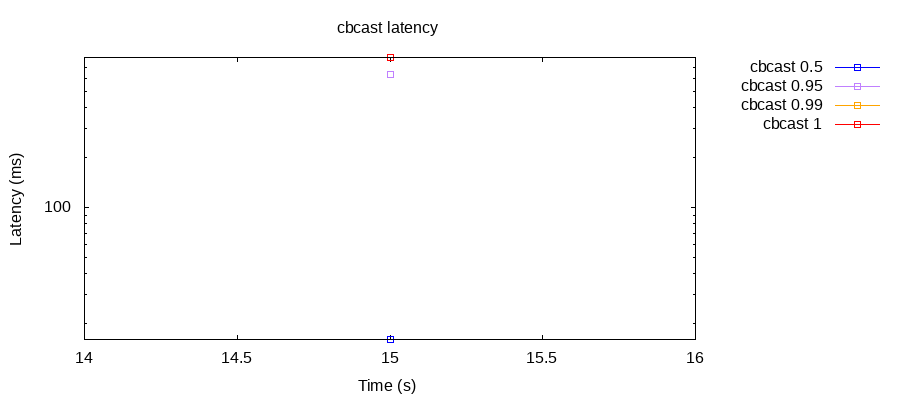 cbcast latency
cbcast 0.5
cbcast 0.95
cbcast 0.99
cbcast 1
Latency (ms)
100
14
14.5
15
15.5
16
Time (s)